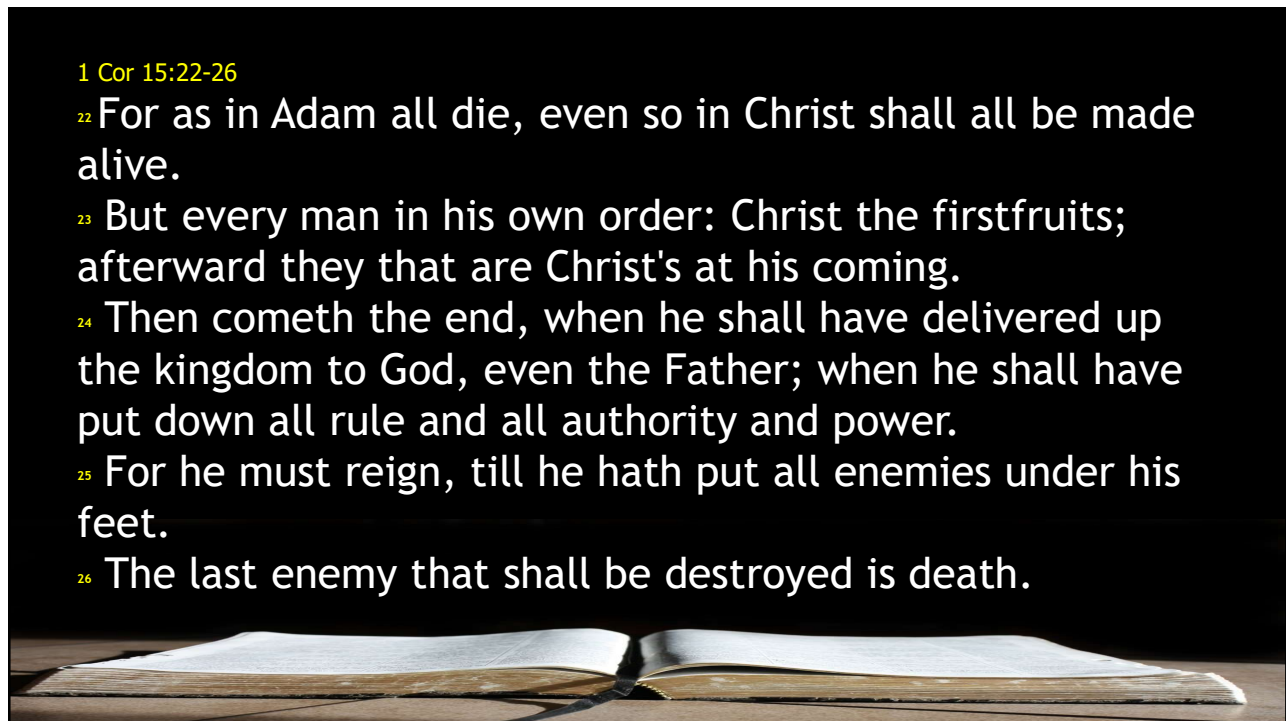 1 Cor 15:22-26
22 For as in Adam all die, even so in Christ shall all be made
alive.
23 But every man in his own order: Christ the firstfruits;
afterward they that are Christ's at his coming.
24 Then cometh the end, when he shall have delivered up
the kingdom to God, even the Father; when he shall have
put down all rule and all authority and power.
25 For he must reign, till he hath put all enemies under his
feet.
26 The last enemy that shall be destroyed is death.